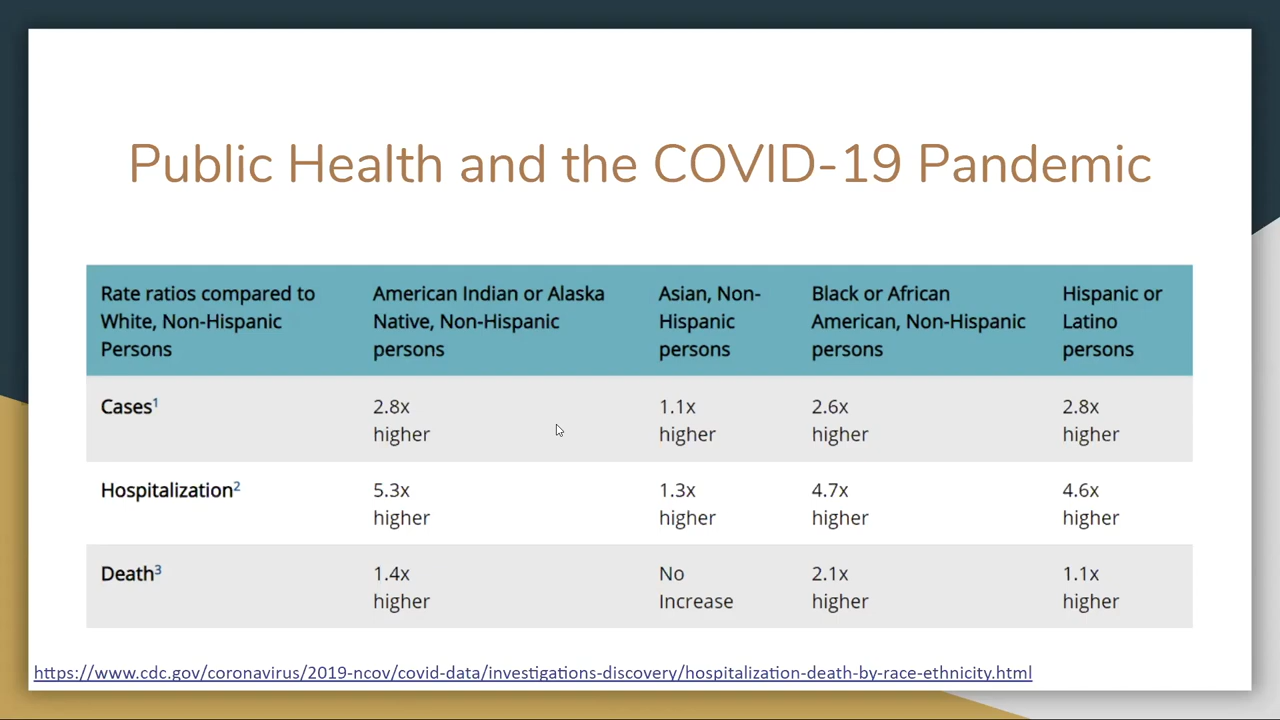 Public Health and the COVID-19 Pandemic
Rate ratios compared to White, Non-Hispanic Persons
American Indian or Alaska Native, Non-Hispanic persons
Asian, Non-Hispanic persons
Black or African American, Non-Hispanic persons
Hispanic or Latino persons
Cases¹
2.8x higher
1.1x higher
2.6x higher
2.8x higher
Hospitalization²
5.3x higher
1.3x higher
4.7x higher
4.6x higher
Death³
1.4x higher
No Increase
2.1x higher
1.1x higher
https://www.cdc.gov/coronavirus/2019-ncov/covid-data/investigations-discovery/hospitalization-death-by-race-ethnicity.html